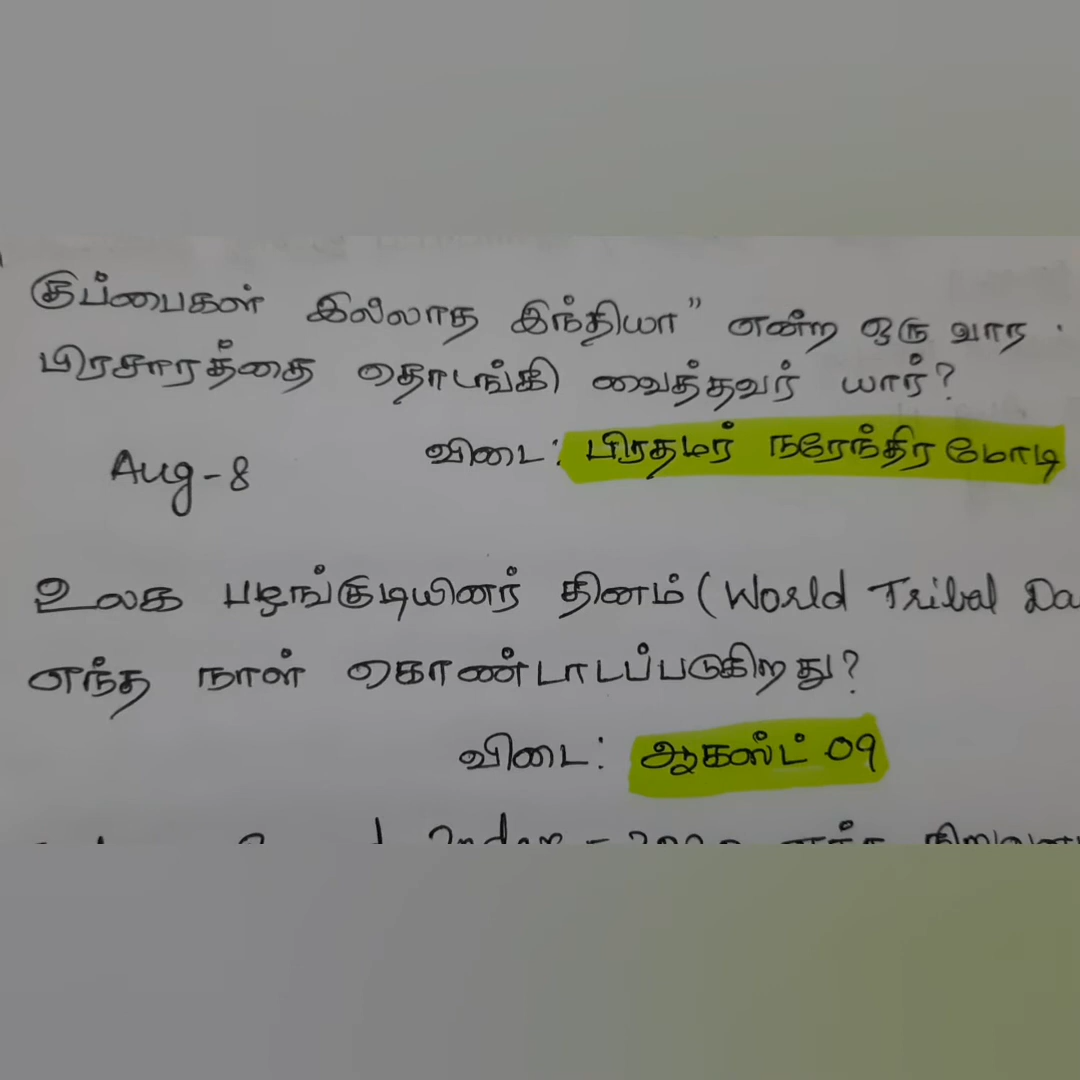 குப்பைகள் இல்லாத இந்தியா” என்ற ஒரு வார
பிரசாரத்தை தொடங்கி வைத்தவர் யார்?
Aug-8 விடை: பிரதமர் நரேந்திர மோடி
உலக பழங்குடியினர் தினம் (World Tribal Da
எந்த நாள் கொண்டாடப்படுகிறது?
விடை: ஆகஸ்ட் 09